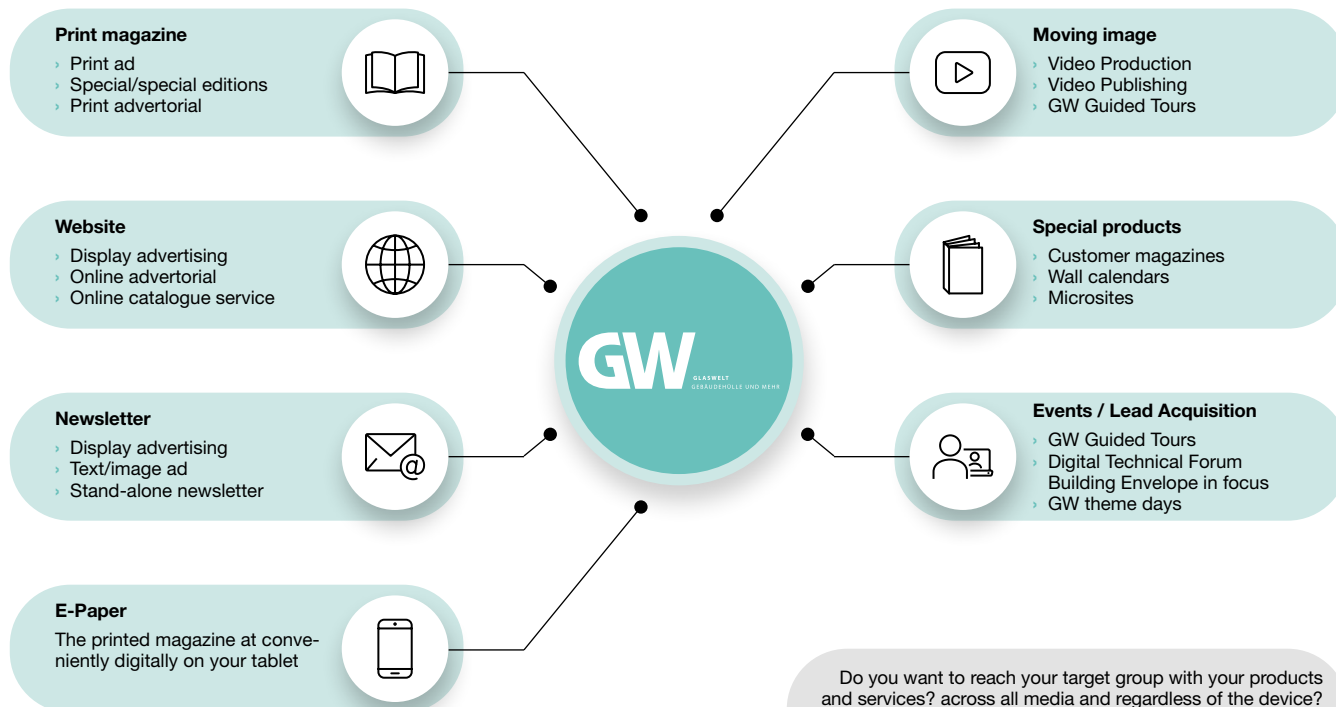 Print magazine
› Print ad
› Special/special editions
› Print advertorial
Website
› Display advertising
› Online advertorial
› Online catalogue service
Newsletter
› Display advertising
› Text/image ad
› Stand-alone newsletter
E-Paper
The printed magazine at conve-
niently digitally on your tablet
GW
GLASWELT
GEBÄUDEHÜLLE UND MEHR
Moving image
› Video Production
› Video Publishing
› GW Guided Tours
Special products
› Customer magazines
› Wall calendars
› Microsites
Events / Lead Acquisition
› GW Guided Tours
› Digital Technical Forum
Building Envelope in focus
› GW theme days
Do you want to reach your target group with your products
and services? across all media and regardless of the device?